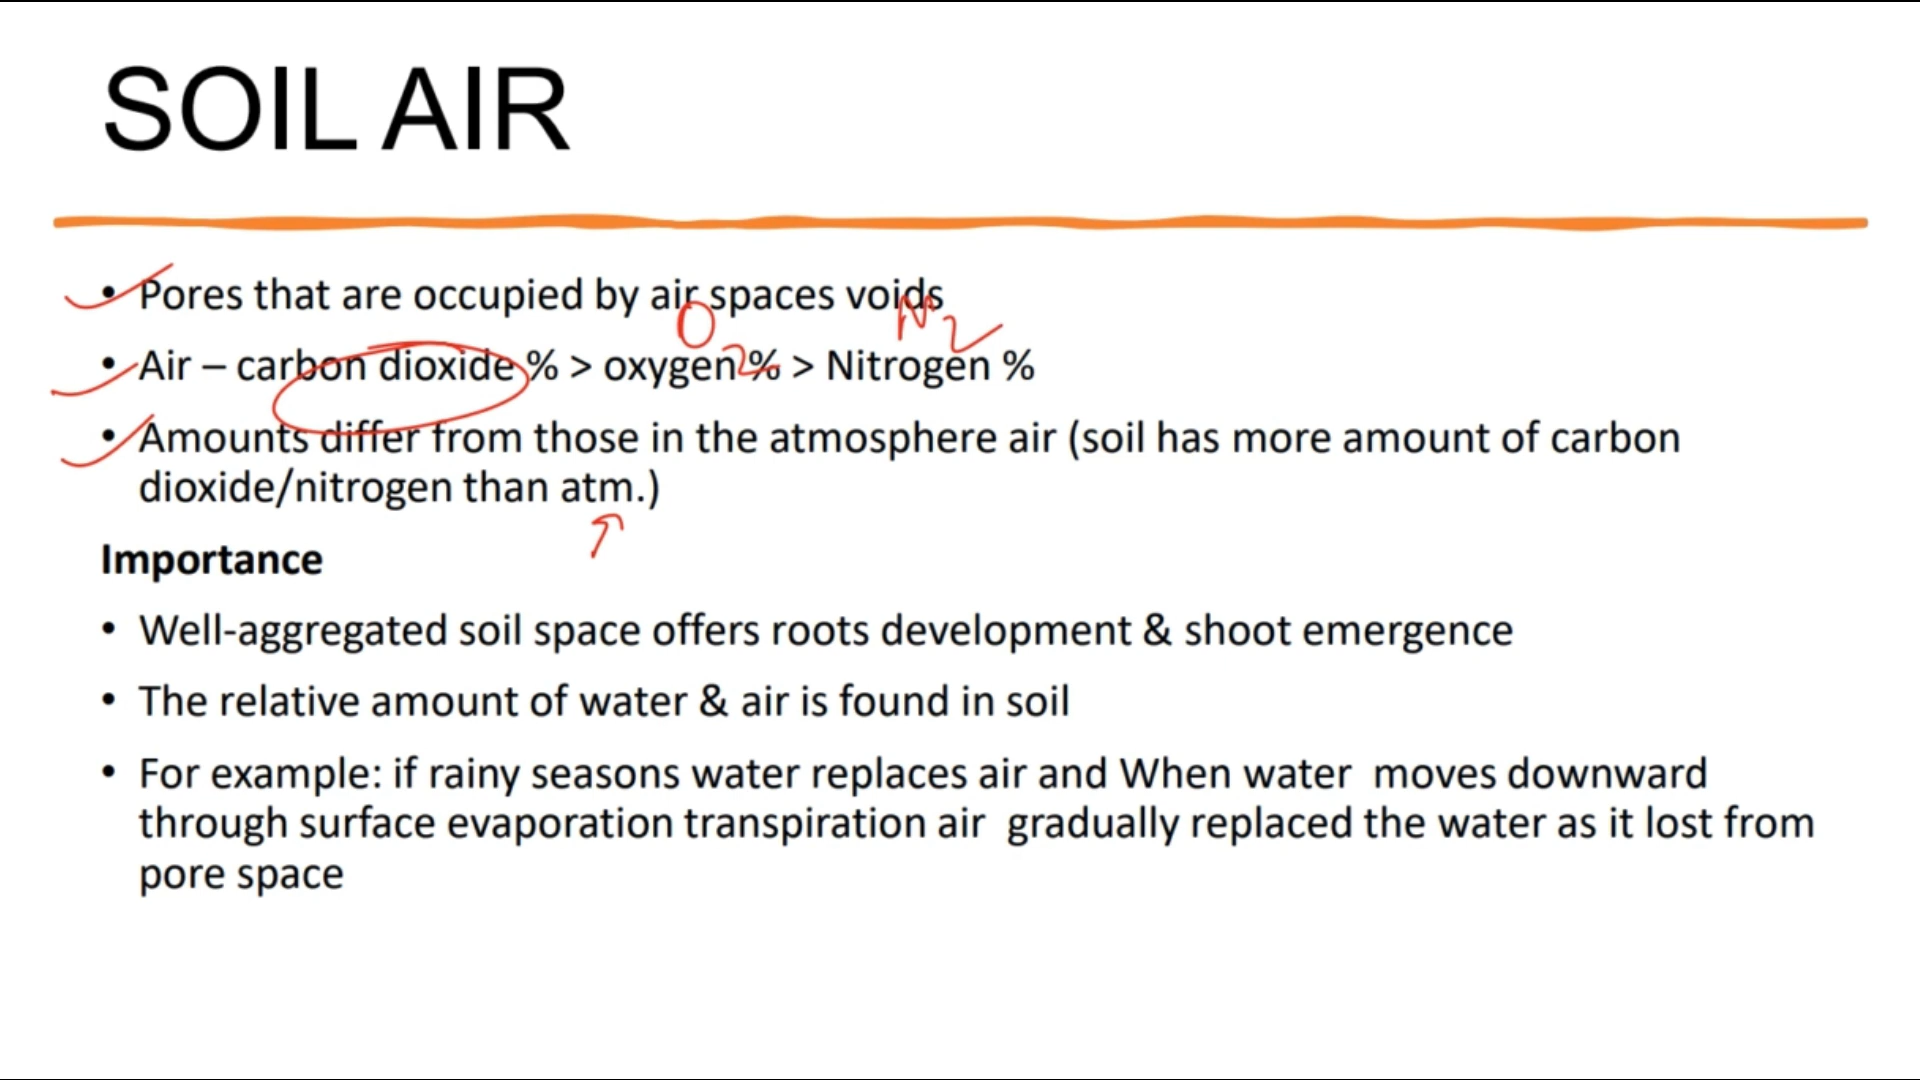 SOIL AIR
• Pores that are occupied by air spaces voids
O2
N2
• Air – carbon dioxide % > oxygen % > Nitrogen %
• Amounts differ from those in the atmosphere air (soil has more amount of carbon
dioxide/nitrogen than atm.)
Importance
• Well-aggregated soil space offers roots development & shoot emergence
• The relative amount of water & air is found in soil
• For example: if rainy seasons water replaces air and When water  moves downward
through surface evaporation transpiration air  gradually replaced the water as it lost from
pore space